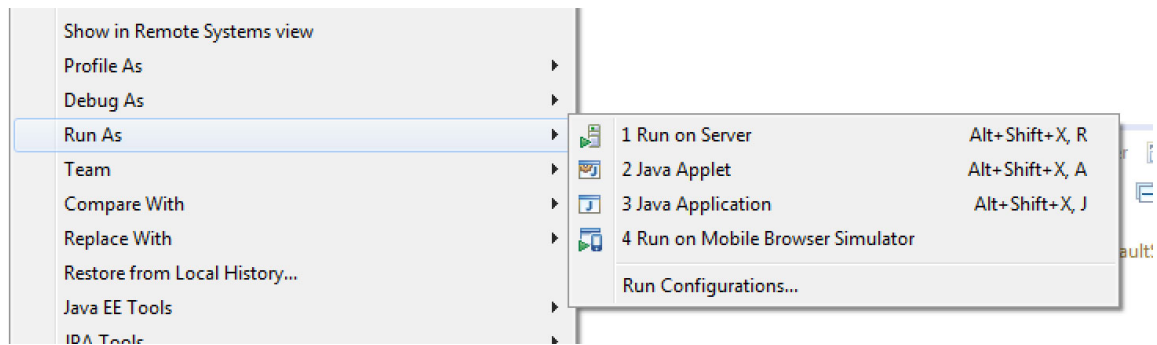 Show in Remote Systems view
Profile As
Debug As
Run As
Team
Compare With
Replace With
Restore from Local History...
Java EE Tools
JPA Tools
1 Run on Server Alt+Shift+X, R
2 Java Applet Alt+Shift+X, A
3 Java Application Alt+Shift+X, J
4 Run on Mobile Browser Simulator
Run Configurations...